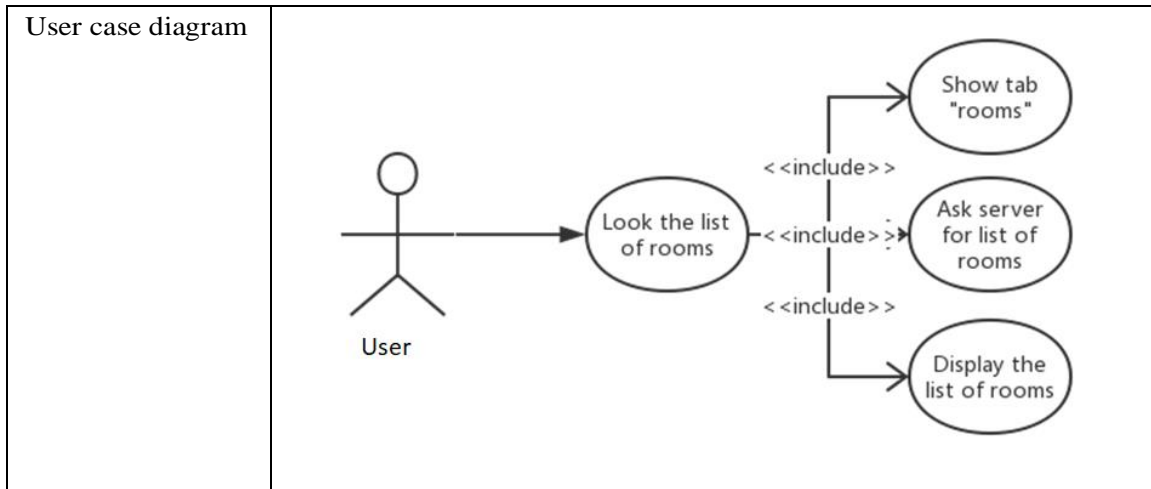 User case diagram
Show tab
"rooms"
<<include>>
Look the list
of rooms
<<include>>
Ask server
for list of
rooms
<<include>>
Display the
list of rooms
User